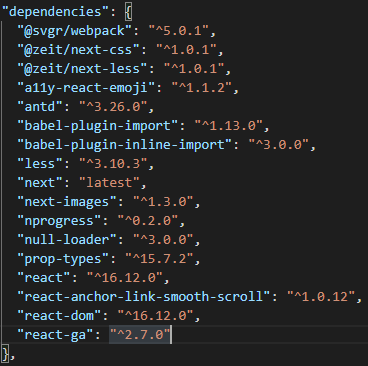 "dependencies": {
"@svgr/webpack": "^5.0.1",
"@zeit/next-css": "^1.0.1",
"@zeit/next-less": "^1.0.1",
"a11y-react-emoji": "^1.1.2",
"antd": "^3.26.0",
"babel-plugin-import": "^1.13.0",
"babel-plugin-inline-import": "^3.0.0",
"less": "^3.10.3",
"next": "latest",
"next-images": "^1.3.0",
"nprogress": "^0.2.0",
"null-loader": "^3.0.0",
"prop-types": "^15.7.2",
"react": "^16.12.0",
"react-anchor-link-smooth-scroll": "^1.0.12",
"react-dom": "^16.12.0",
"react-ga": "^2.7.0"
},